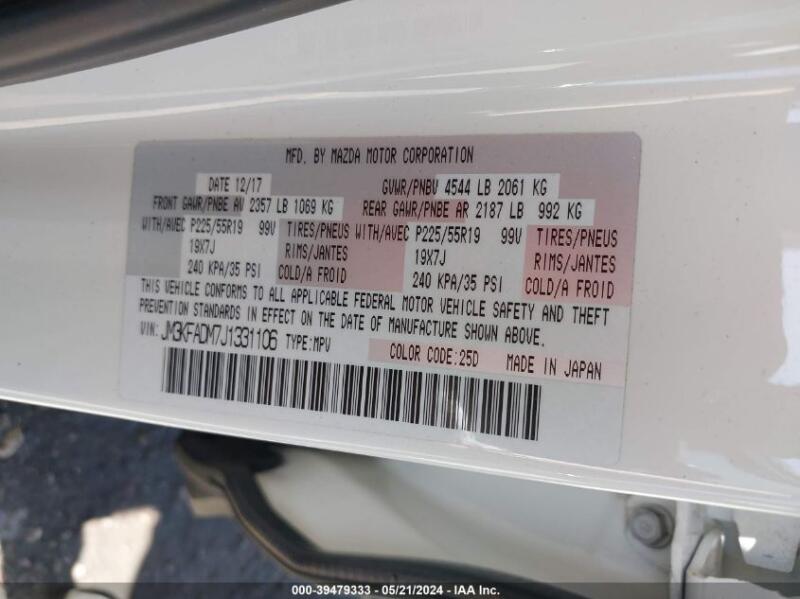 MFD. BY MAZDA MOTOR CORPORATION
DATE 12/17 GVWR/PNBV 4544 LB 2061 KG
FRONT GAWR/PNBE AV 2357 LB 1069 KG REAR GAWR/PNBE AR 2187 LB 992 KG
WITH/AVEC P225/55R19 99V TIRES/PNEUS WITH/AVEC P225/55R19 99V TIRES/PNEUS
19X7J RIMS/JANTES 19X7J RIMS/JANTES
240 KPA/35 PSI COLD/A FROID 240 KPA/35 PSI COLD/A FROID
THIS VEHICLE CONFORMS TO ALL APPLICABLE FEDERAL MOTOR VEHICLE SAFETY AND THEFT
PREVENTION STANDARDS IN EFFECT ON THE DATE OF MANUFACTURE SHOWN ABOVE.
VIN: JM3KFADM7J1331106 TYPE: MPV
COLOR CODE:25D MADE IN JAPAN
000-39479333 • 05/21/2024 - IAA Inc.